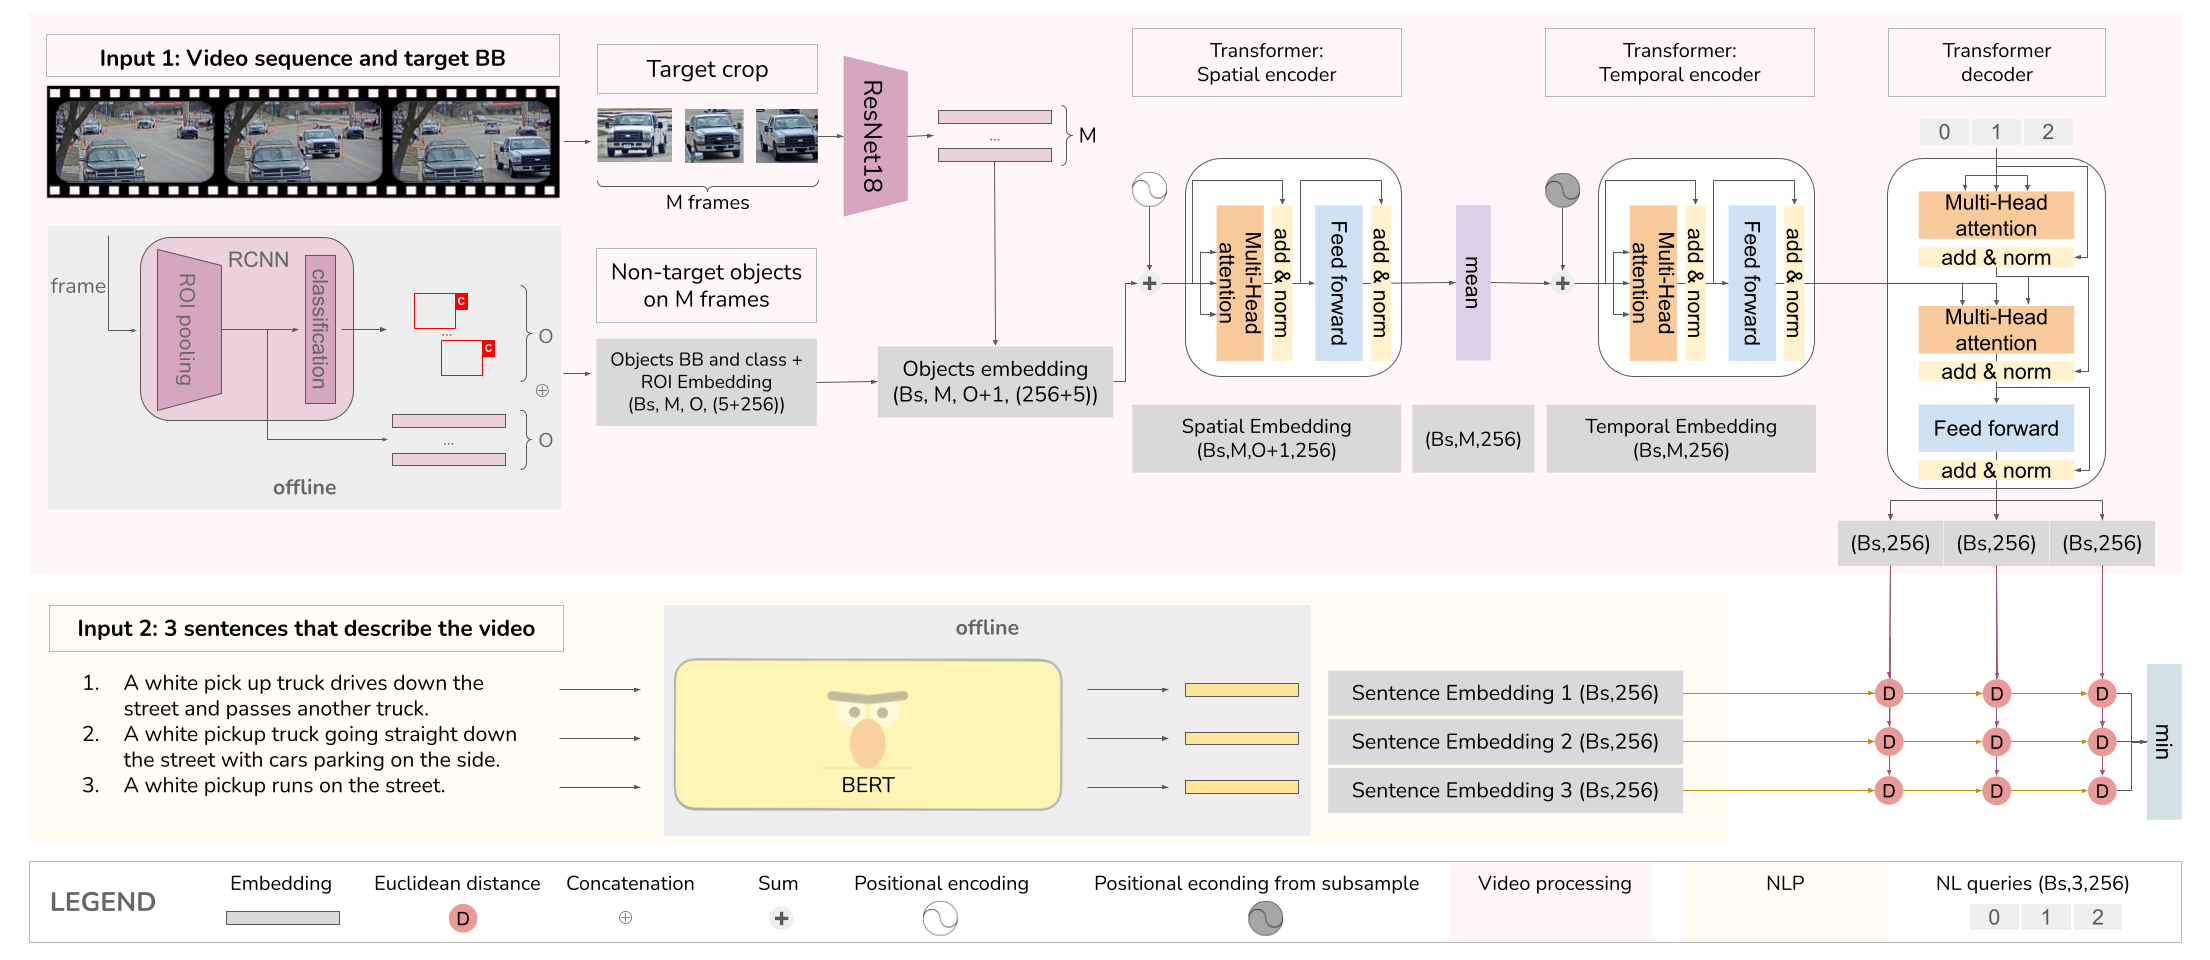 Input 1: Video sequence and target BB
Target crop
M frames
ResNet18
...
M
Transformer:
Spatial encoder
Transformer:
Temporal encoder
Transformer
decoder
0 1 2
frame
RCNN
ROI pooling
classification
C
...
C
O
⊕
...
O
offline
Non-target objects
on M frames
Objects BB and class +
ROI Embedding
(Bs, M, O, (5+256))
Objects embedding
(Bs, M, O+1, (256+5))
+
Multi-Head
attention
add & norm
Feed forward
add & norm
mean
+
Multi-Head
attention
add & norm
Feed forward
add & norm
Multi-Head
attention
add & norm
Multi-Head
attention
add & norm
Feed forward
add & norm
Spatial Embedding
(Bs,M,O+1,256)
(Bs,M,256)
Temporal Embedding
(Bs,M,256)
(Bs,256) (Bs,256) (Bs,256)
Input 2: 3 sentences that describe the video
1. A white pick up truck drives down the
street and passes another truck.
2. A white pickup truck going straight down
the street with cars parking on the side.
3. A white pickup runs on the street.
offline
BERT
Sentence Embedding 1 (Bs,256)
Sentence Embedding 2 (Bs,256)
Sentence Embedding 3 (Bs,256)
D D D
D D D
D D D
min
LEGEND
Embedding
Euclidean distance
D
Concatenation
⊕
Sum
+
Positional encoding
Positional econding from subsample
Video processing
NLP
NL queries (Bs,3,256)
0 1 2